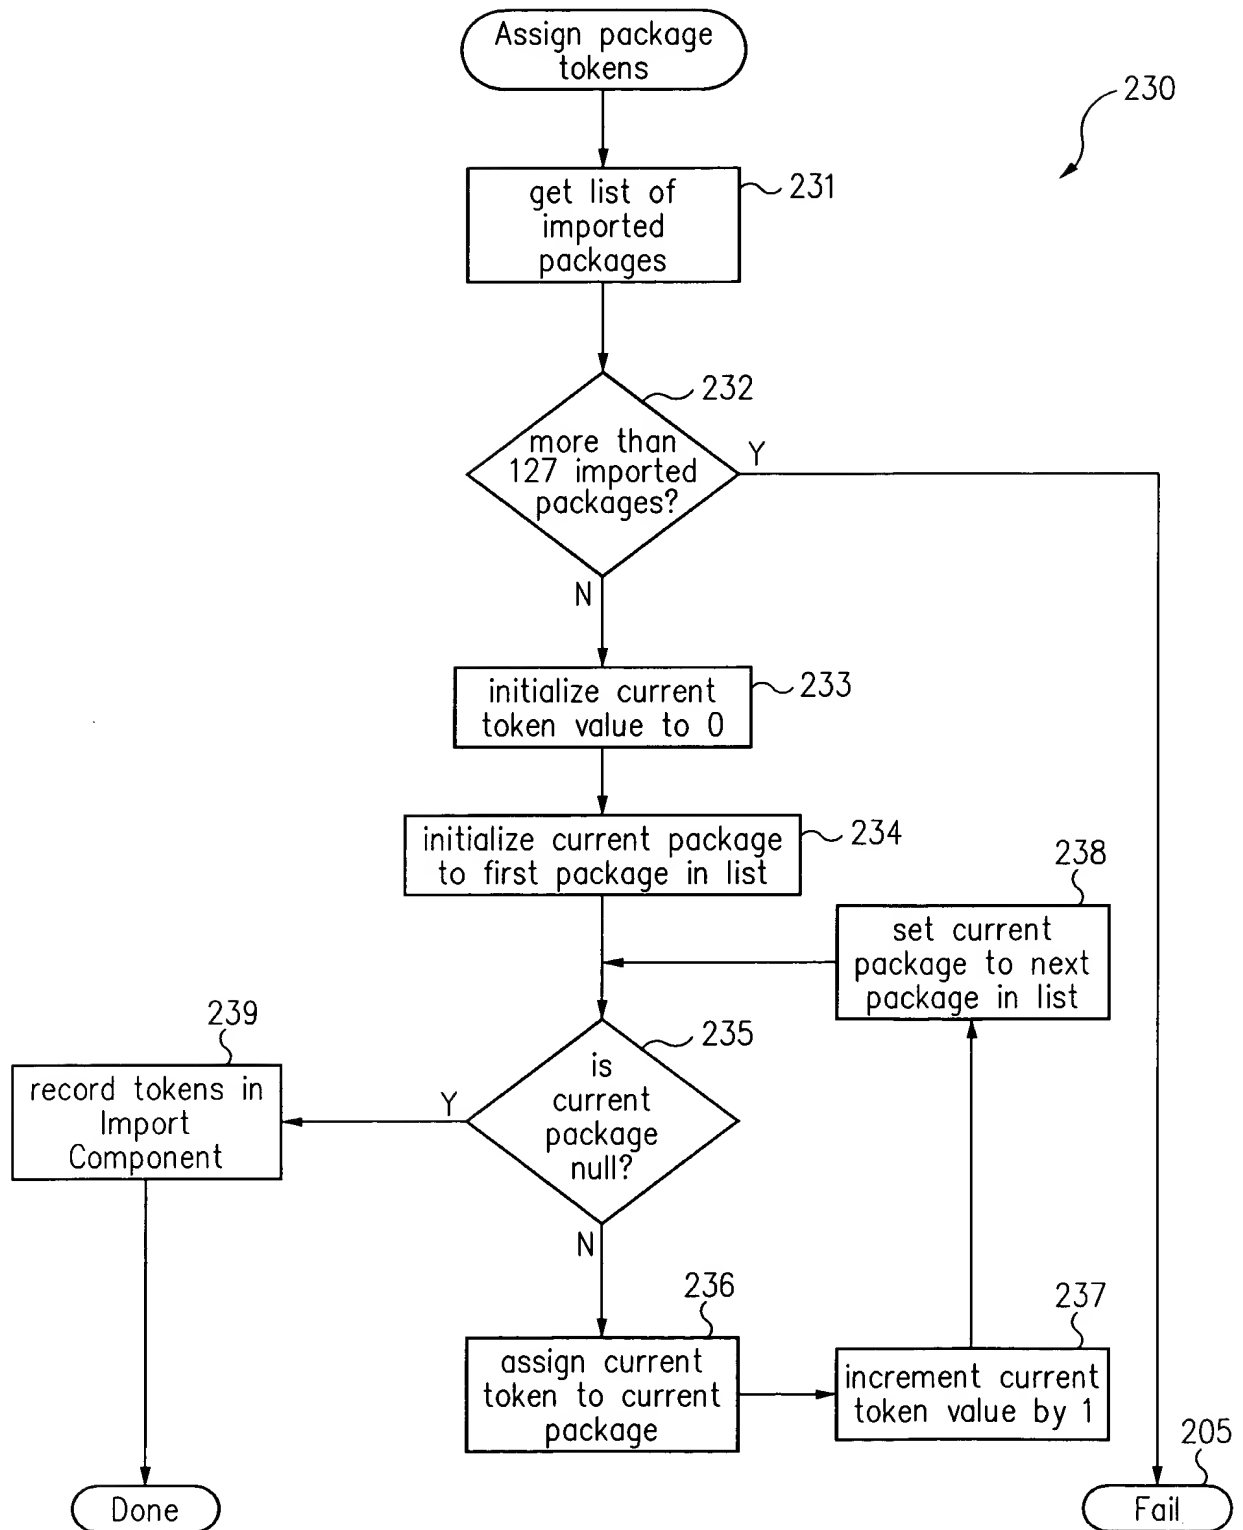 Assign package
tokens
230
get list of
imported
packages
231
232
more than
127 imported
packages?
Y
N
initialize current
token value to 0
233
initialize current package
to first package in list
234
238
set current
package to next
package in list
239
record tokens in
Import
Component
235
is
current
package
null?
Y
N
236
assign current
token to current
package
237
increment current
token value by 1
205
Done
Fail